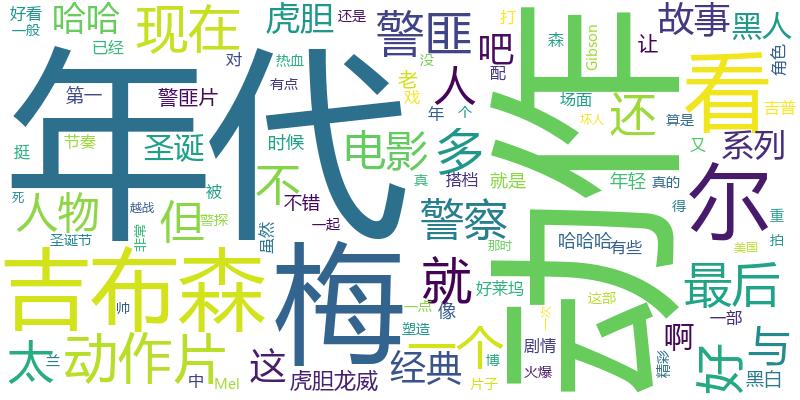 好看
一般
哈哈
已经
现在
虎胆
还是
对
热血
有点
警匪
老
戏
吧
没
配
打
森
Gibson
让
故事
黑人
角色
吉普
年代
动作
看
第一
警匪片
人
年
个
场面
坏人
还
算是
又
系列
挺
节奏
圣诞
时候
不
电影
多
真
搭档
就是
年轻
真的
得
尔
死
人物
越战
但
被
警探
非常
虽然
不错
一起
警察
那时
哈哈哈
有些
重
拍
美国
圣诞节
吉布森
梅
就
好莱坞
这部
最后
帅
一点
像
塑造
长
一部
太
兰
动作片
中
Mel
这
虎胆龙威
经典
一个
博
片子
剧情
火爆
精彩
啊
好
与
黑白